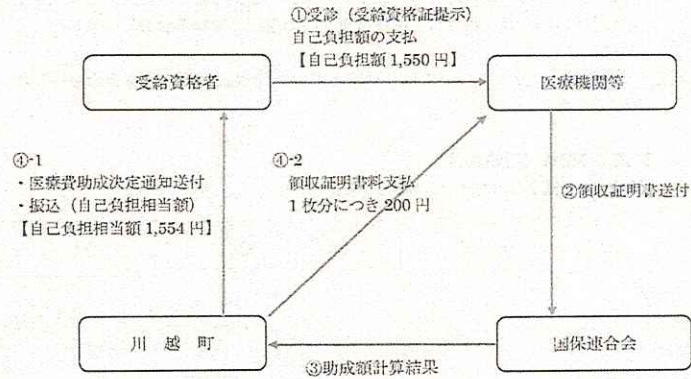 ①受診（受給資格証提示）
自己負担額の支払
【自己負担額 1,550 円】
受給資格者
医療機関等
④-1
・医療費助成決定通知送付
・振込（自己負担相当額）
【自己負担相当額 1,554 円】
④-2
領収証明書料支払
1 枚分につき 200 円
②領収証明書送付
川　越　町
国保連合会
③助成額計算結果